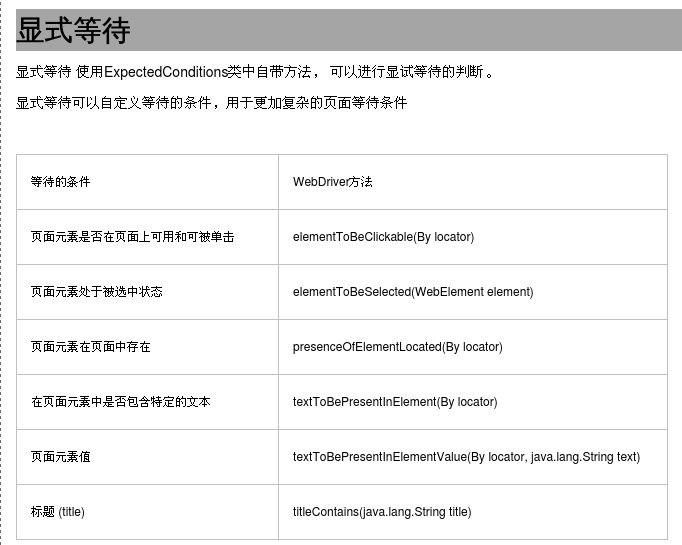 显式等待
显式等待 使用ExpectedConditions类中自带方法， 可以进行显试等待的判断 。
显式等待可以自定义等待的条件，用于更加复杂的页面等待条件
等待的条件 WebDriver方法
页面元素是否在页面上可用和可被单击 elementToBeClickable(By locator)
页面元素处于被选中状态 elementToBeSelected(WebElement element)
页面元素在页面中存在 presenceOfElementLocated(By locator)
在页面元素中是否包含特定的文本 textToBePresentInElement(By locator)
页面元素值 textToBePresentInElementValue(By locator, java.lang.String text)
标题 (title) titleContains(java.lang.String title)